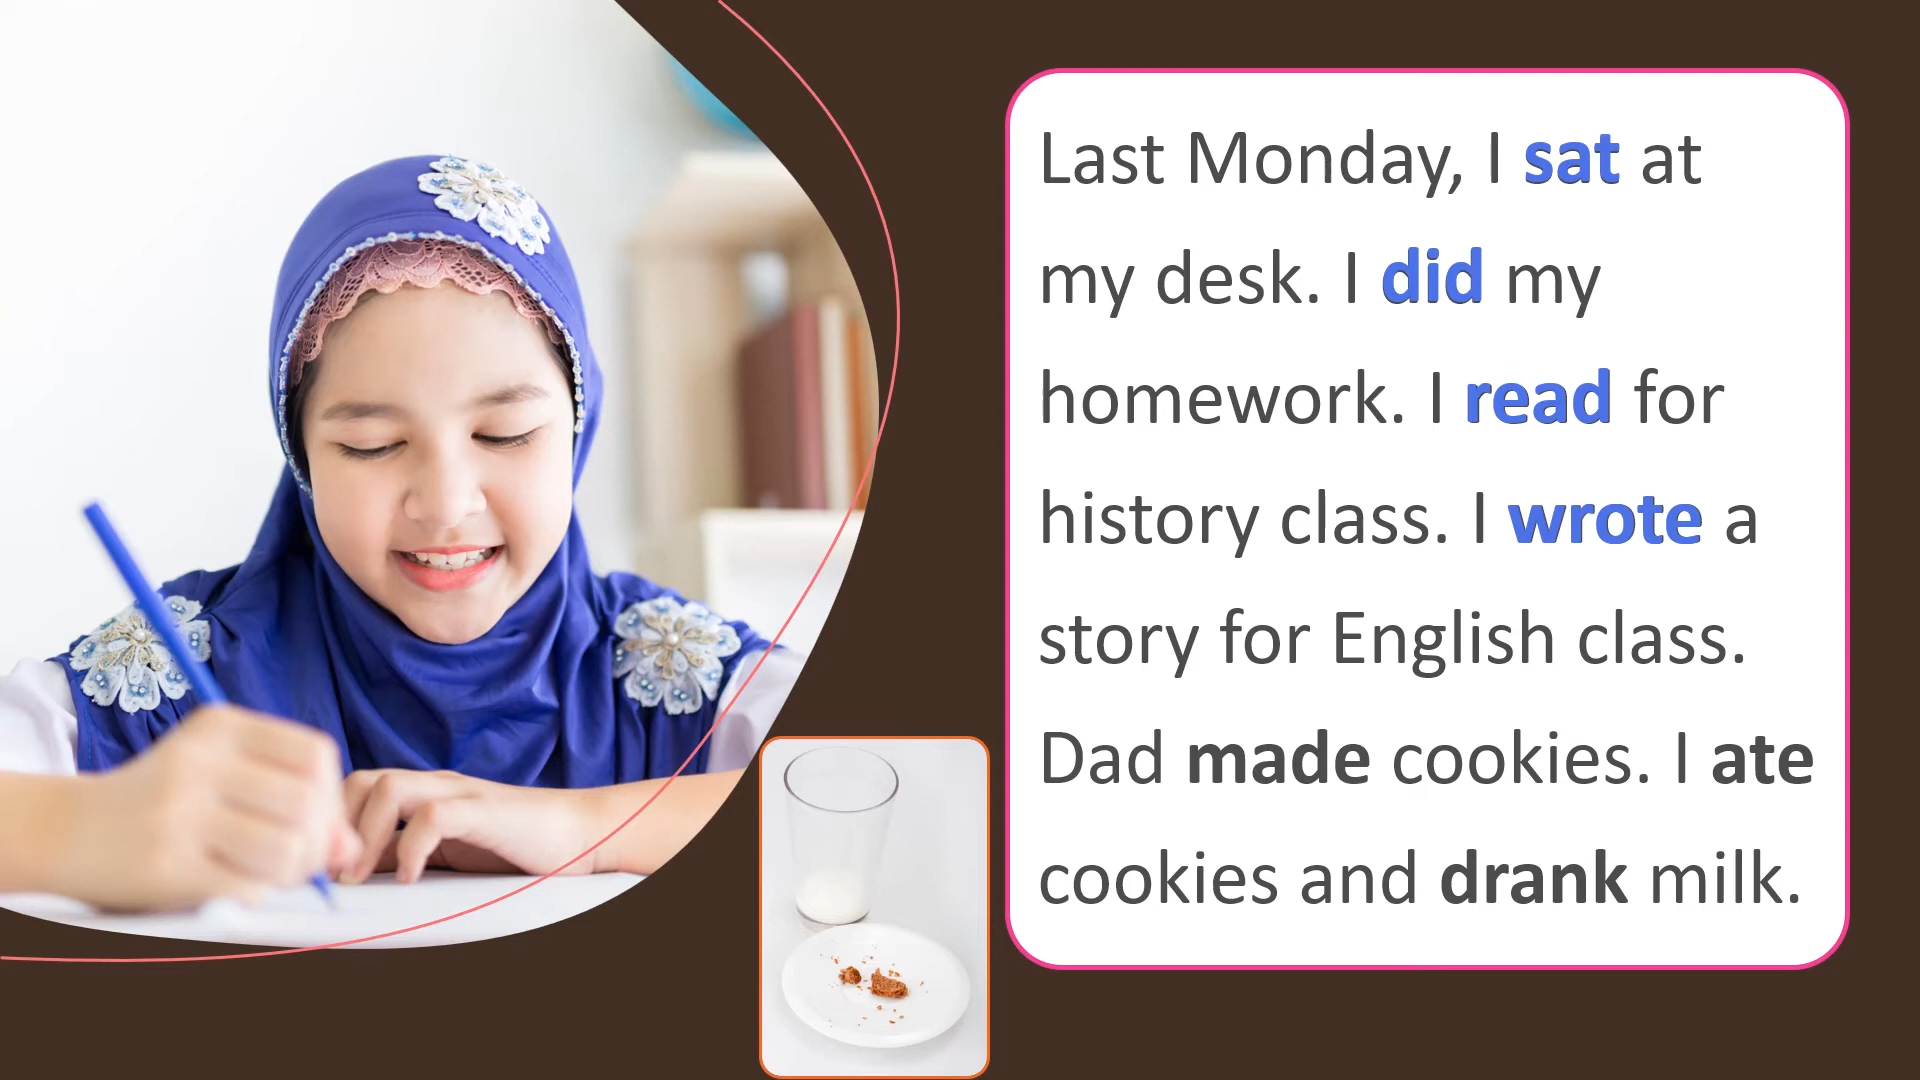 Last Monday, I sat at
my desk. I did my
homework. I read for
history class. I wrote a
story for English class.
Dad made cookies. I ate
cookies and drank milk.